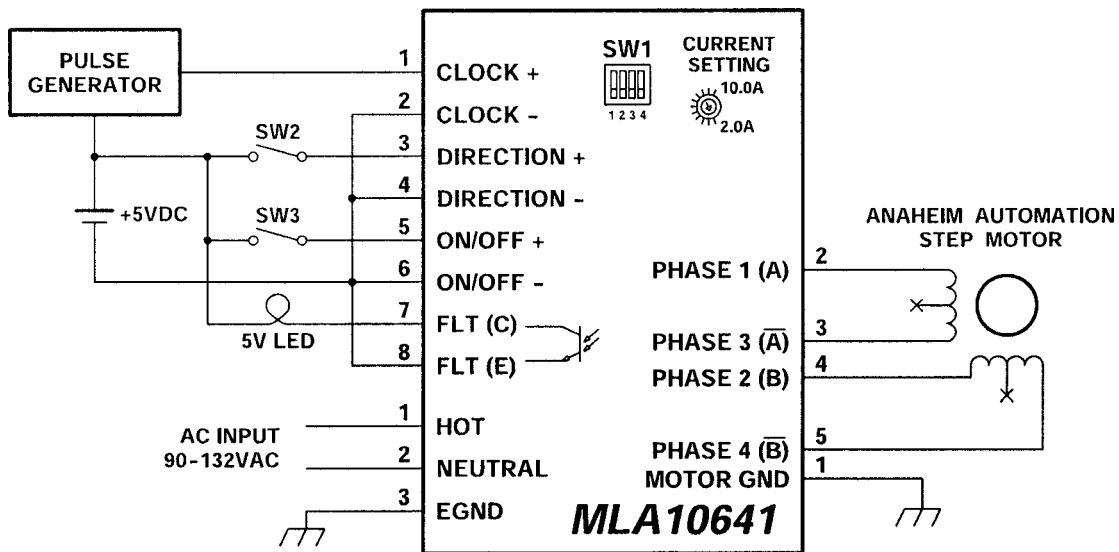 PULSE
GENERATOR
+5VDC
SW2
SW3
5V LED
AC INPUT
90-132VAC
1 CLOCK +
2 CLOCK -
3 DIRECTION +
4 DIRECTION -
5 ON/OFF +
6 ON/OFF -
7 FLT (C)
8 FLT (E)
1 HOT
2 NEUTRAL
3 EGND
SW1
1 2 3 4
CURRENT
SETTING
10.0A
2.0A
PHASE 1 (A) 2
PHASE 3 (A̅) 3
PHASE 2 (B) 4
PHASE 4 (B̅) 5
MOTOR GND 1
MLA10641
ANAHEIM AUTOMATION
STEP MOTOR